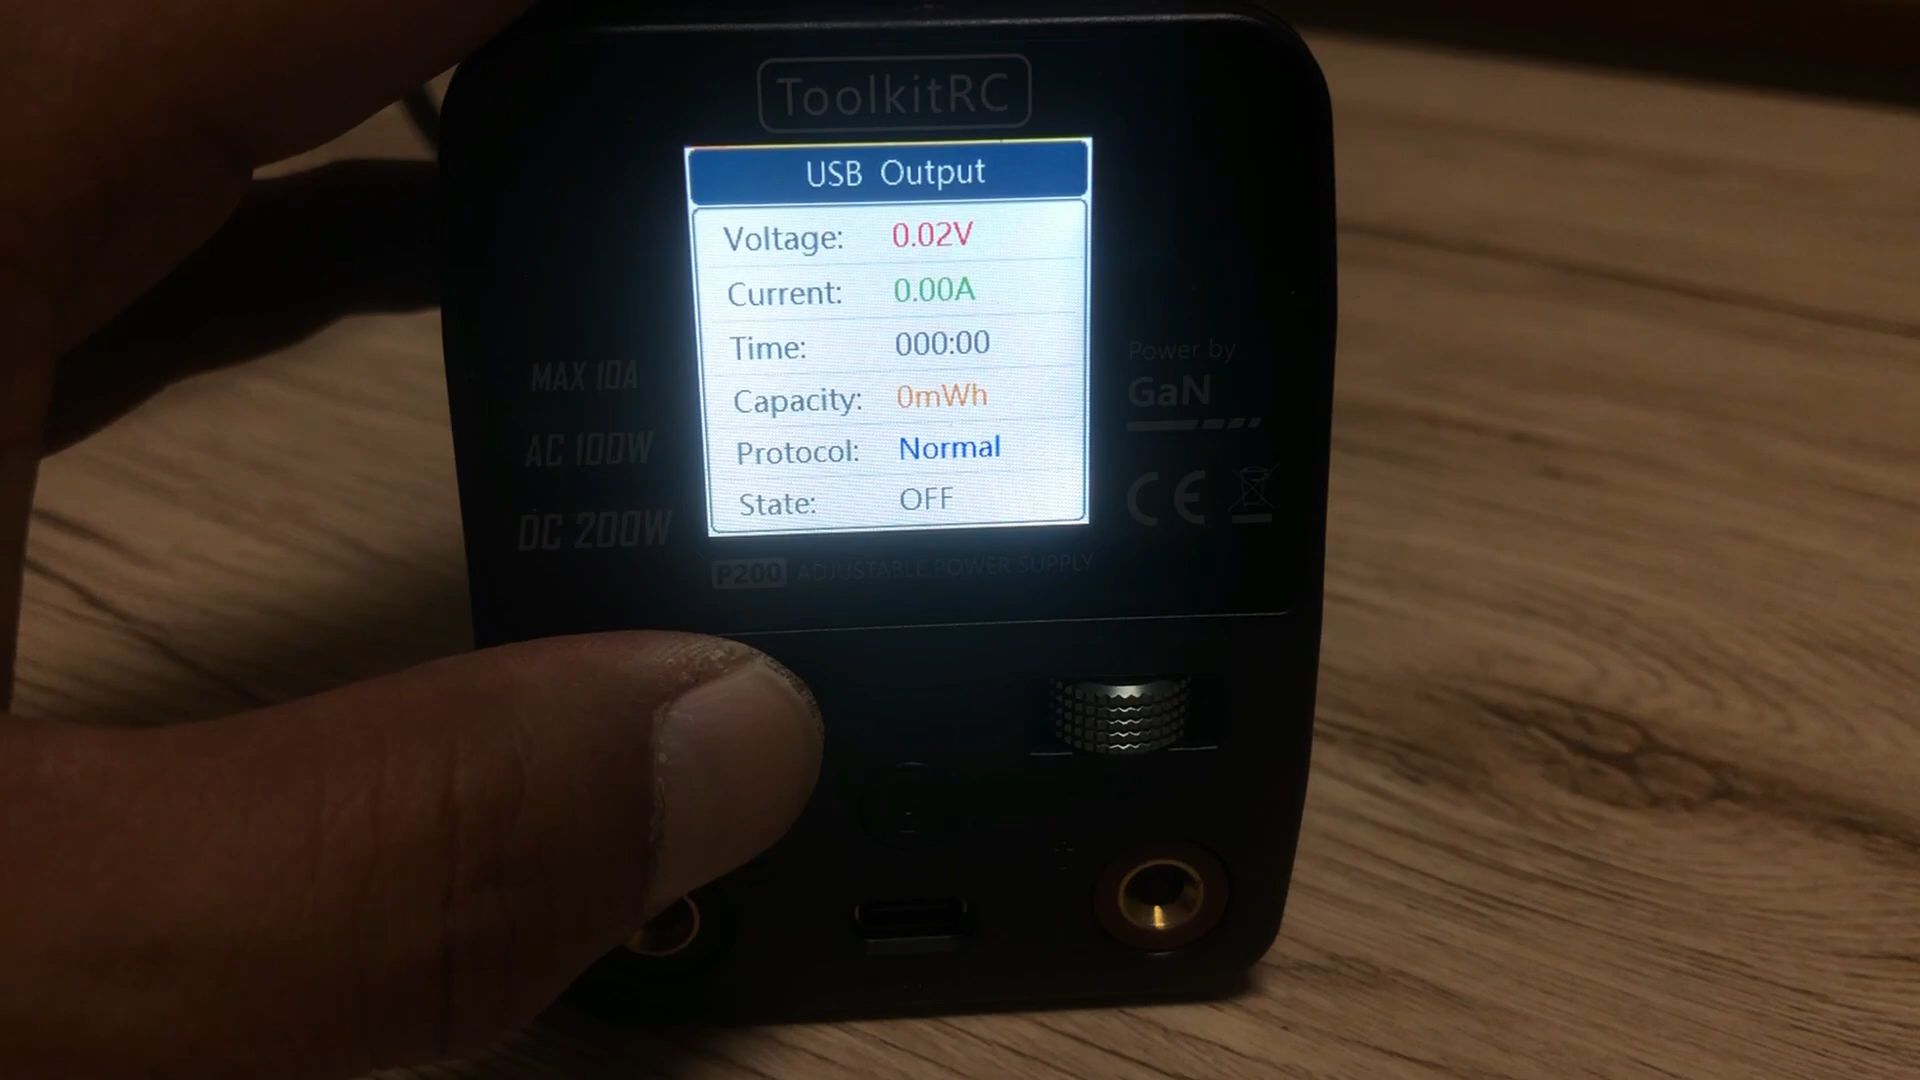 ToolkitRC
USB Output
Voltage: 0.02V
Current: 0.00A
Time: 000:00
Capacity: 0mWh
Protocol: Normal
State: OFF
MAX 10A
AC 100W
DC 200W
Power by
GaN
CE
P200 ADJUSTABLE POWER SUPPLY